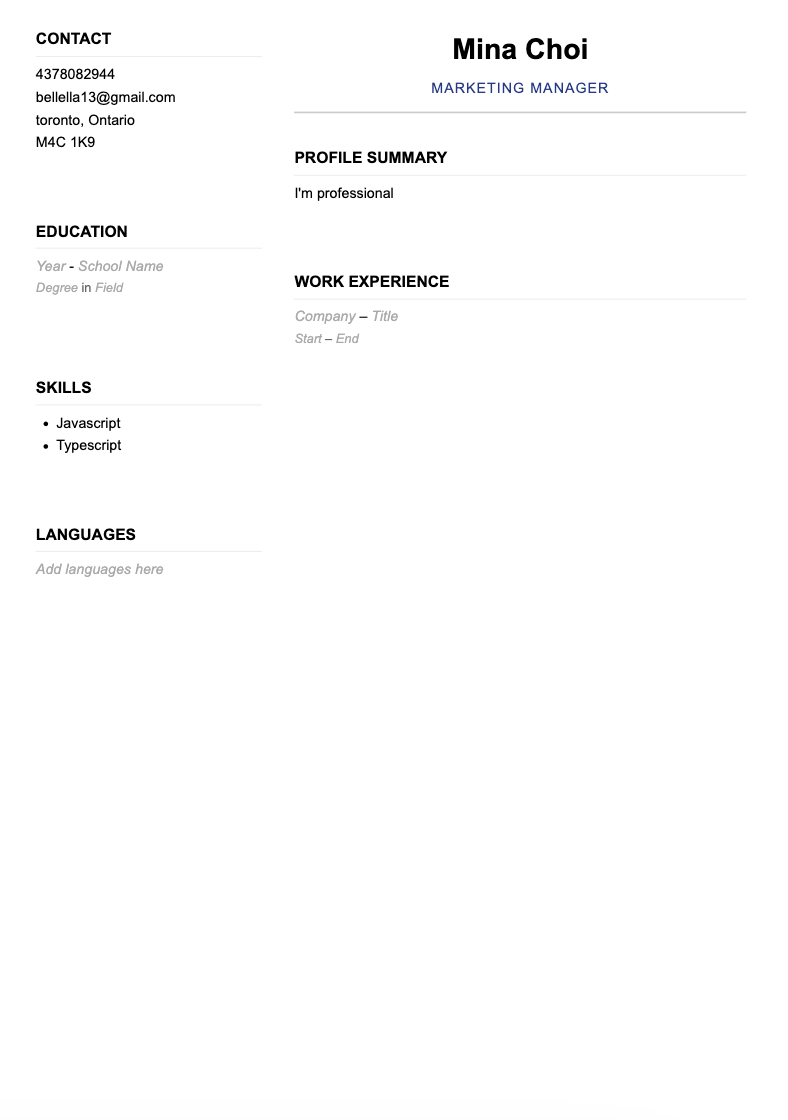 CONTACT
4378082944
bellella13@gmail.com
toronto, Ontario
M4C 1K9
EDUCATION
Year - School Name
Degree in Field
SKILLS
• Javascript
• Typescript
LANGUAGES
Add languages here
Mina Choi
MARKETING MANAGER
PROFILE SUMMARY
I'm professional
WORK EXPERIENCE
Company – Title
Start – End